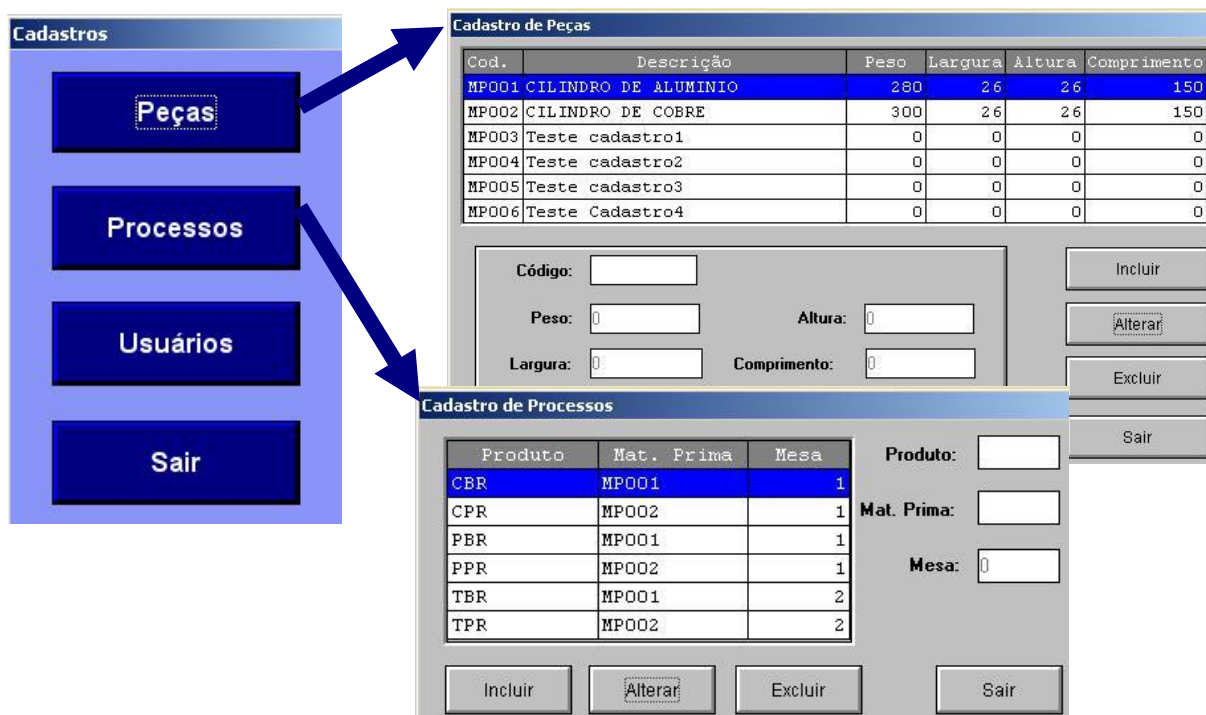 Cadastros
Peças
Processos
Usuários
Sair
Cadastro de Peças
Cod. Descrição Peso Largura Altura Comprimento
MP001 CILINDRO DE ALUMINIO 280 26 26 150
MP002 CILINDRO DE COBRE 300 26 26 150
MP003 Teste cadastro1 0 0 0 0
MP004 Teste cadastro2 0 0 0 0
MP005 Teste cadastro3 0 0 0 0
MP006 Teste Cadastro4 0 0 0 0
Código:
Peso: 0 Altura: 0
Largura: 0 Comprimento: 0
Incluir
Alterar
Excluir
Sair
Cadastro de Processos
Produto Mat. Prima Mesa
CBR MP001 1
CPR MP002 1
PBR MP001 1
PPR MP002 1
TBR MP001 2
TPR MP002 2
Produto:
Mat. Prima:
Mesa: 0
Incluir Alterar Excluir Sair